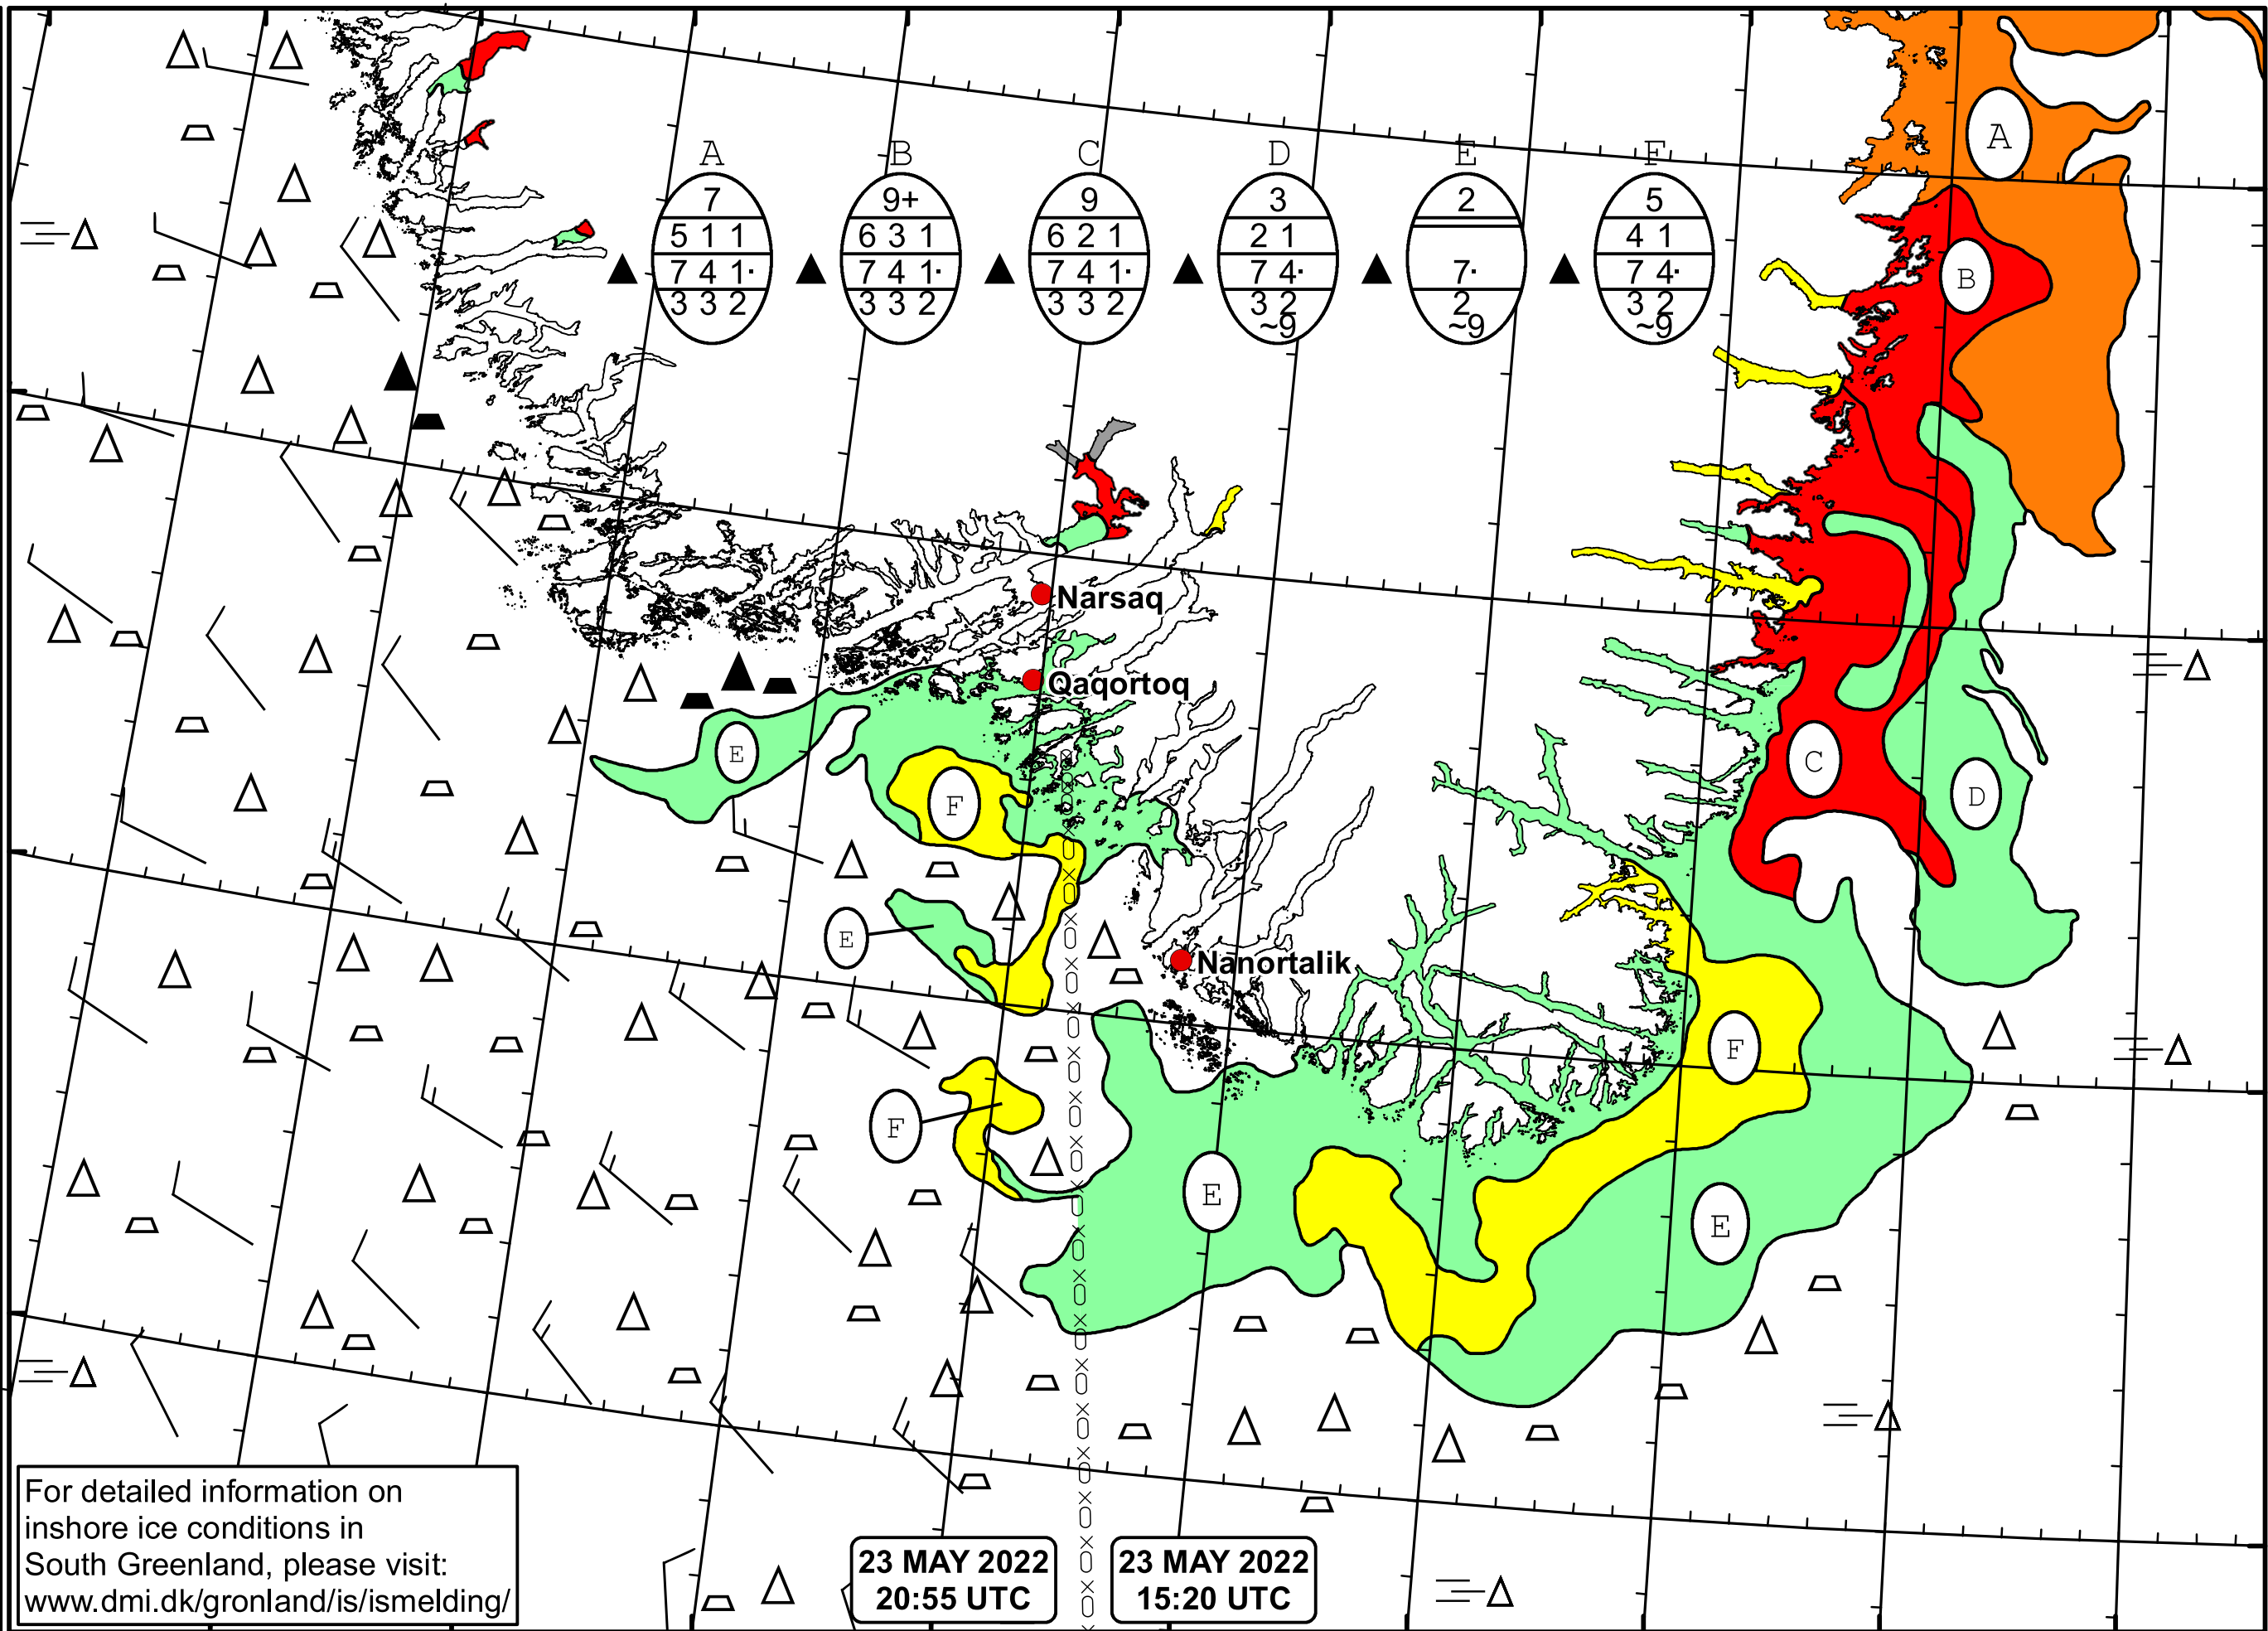 A B C D E F
7 9+ 9 3 2 5
5 1 1 6 3 1 6 2 1 2 1 4 1
7 4 1· 7 4 1· 7 4 1· 7 4· 7· 7 4·
3 3 2 3 3 2 3 3 2 3 2 2 3 2
~9 ~9 ~9
A
B
Narsaq
Qaqortoq
E
C
D
F
E
Nanortalik
F
F
E
E
For detailed information on
inshore ice conditions in
South Greenland, please visit:
www.dmi.dk/gronland/is/ismelding/
23 MAY 2022
20:55 UTC
23 MAY 2022
15:20 UTC